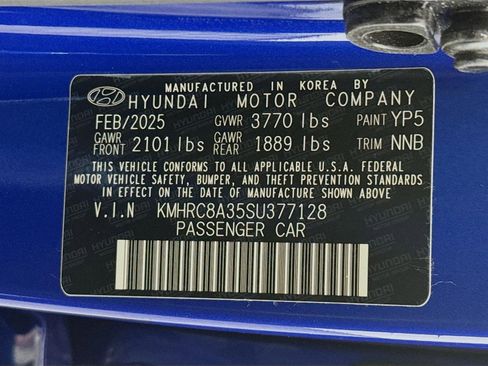 MANUFACTURED IN KOREA BY
HYUNDAI MOTOR COMPANY
FEB/2025 GVWR 3770 lbs PAINT YP5
GAWR FRONT 2101 lbs GAWR REAR 1889 lbs TRIM NNB
THIS VEHICLE CONFORMS TO ALL APPLICABLE U.S.A. FEDERAL
MOTOR VEHICLE SAFETY, BUMPER, AND THEFT PREVENTION STANDARDS
IN EFFECT ON THE DATE OF MANUFACTURE SHOWN ABOVE.
V.I.N KMHRC8A35SU377128
PASSENGER CAR